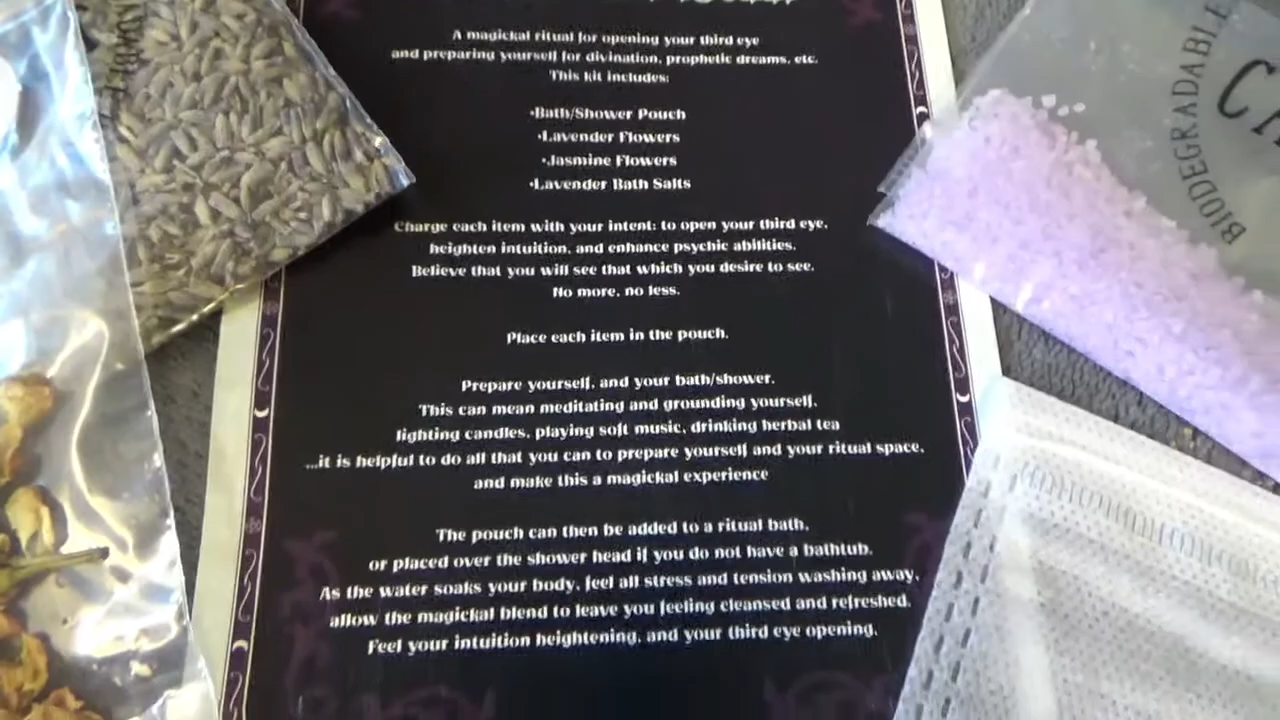 A magickal ritual for opening your third eye
and preparing yourself for divination, prophetic dreams, etc.
This kit includes:
•Bath/Shower Pouch
•Lavender Flowers
•Jasmine Flowers
•Lavender Bath Salts
Charge each item with your intent: to open your third eye,
heighten intuition, and enhance psychic abilities.
Believe that you will see that which you desire to see.
No more, no less.
Place each item in the pouch.
Prepare yourself, and your bath/shower.
This can mean meditating and grounding yourself,
lighting candles, playing soft music, drinking herbal tea
...it is helpful to do all that you can to prepare yourself and your ritual space,
and make this a magickal experience
The pouch can then be added to a ritual bath,
or placed over the shower head if you do not have a bathtub.
As the water soaks your body, feel all stress and tension washing away,
allow the magickal blend to leave you feeling cleansed and refreshed.
Feel your intuition heightening, and your third eye opening.
BIODEGRADABLE